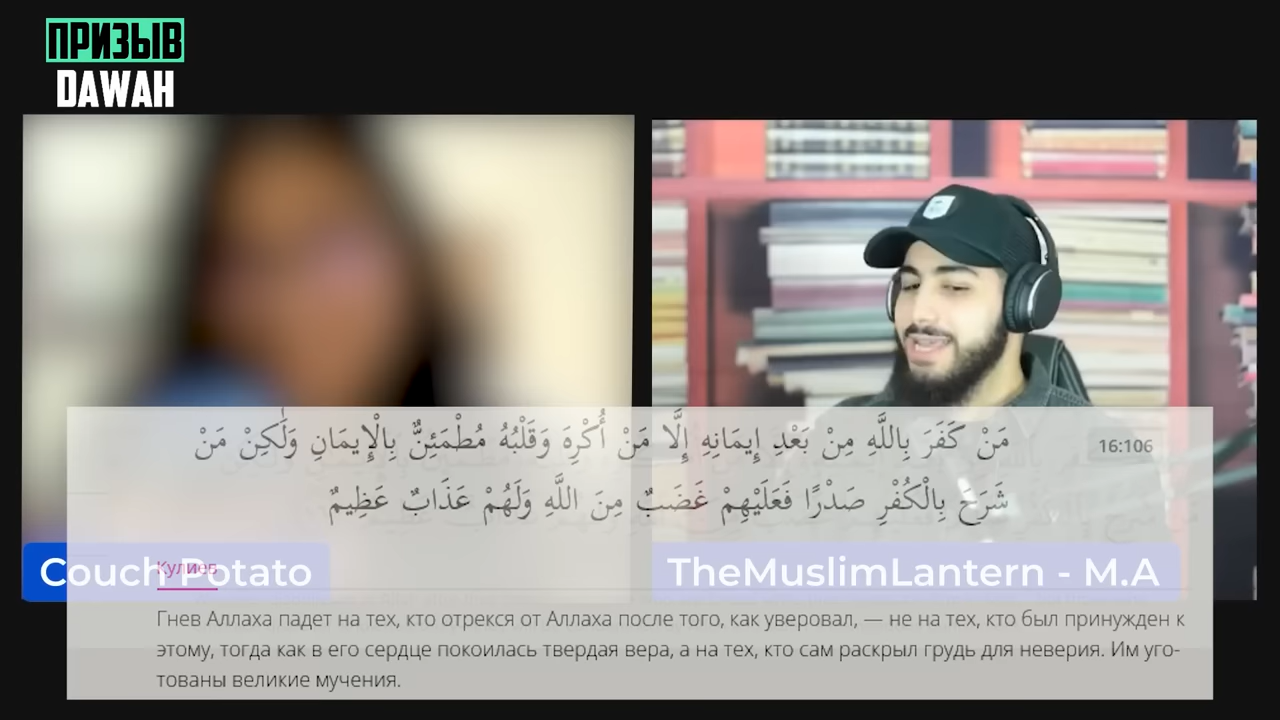 ПРИЗЫВ
DAWAH
مَنْ كَفَرَ بِاللَّهِ مِنْ بَعْدِ إِيمَانِهِ إِلَّا مَنْ أُكْرِهَ وَقَلْبُهُ مُطْمَئِنٌّ بِالْإِيمَانِ وَلَٰكِنْ مَنْ
16:106
شَرَحَ بِالْكُفْرِ صَدْرًا فَعَلَيْهِمْ غَضَبٌ مِنَ اللَّهِ وَلَهُمْ عَذَابٌ عَظِيمٌ
Couch Potato
TheMuslimLantern - M.A
Кулиев
Гнев Аллаха падет на тех, кто отрекся от Аллаха после того, как уверовал, — не на тех, кто был принужден к
этому, тогда как в его сердце покоилась твердая вера, а на тех, кто сам раскрыл грудь для неверия. Им уго-
тованы великие мучения.